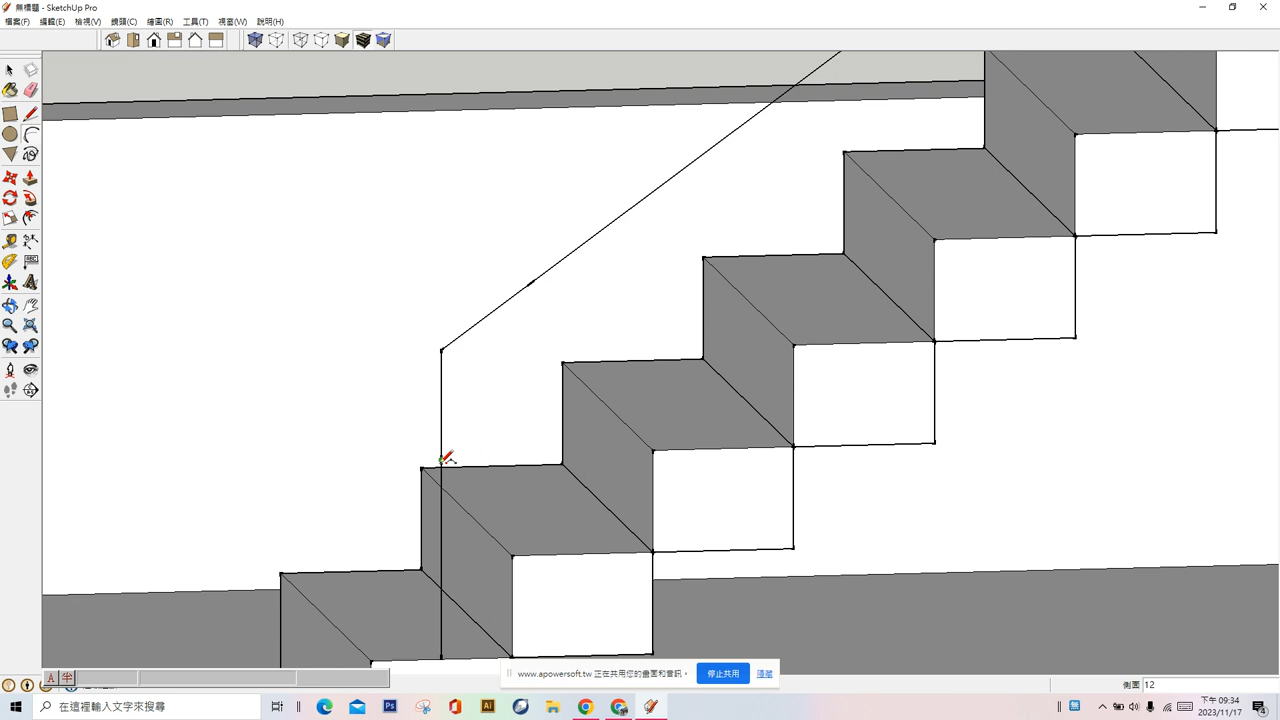 無標題 - SketchUp Pro
檔案(F) 編輯(E) 檢視(V) 鏡頭(C) 繪圖(R) 工具(T) 視窗(W) 說明(H)
ABC
www.apowersoft.tw 正在共用您的畫面和音訊。 停止共用 隱藏
側面 12
在這裡輸入文字來搜尋
下午 09:34
2023/11/17